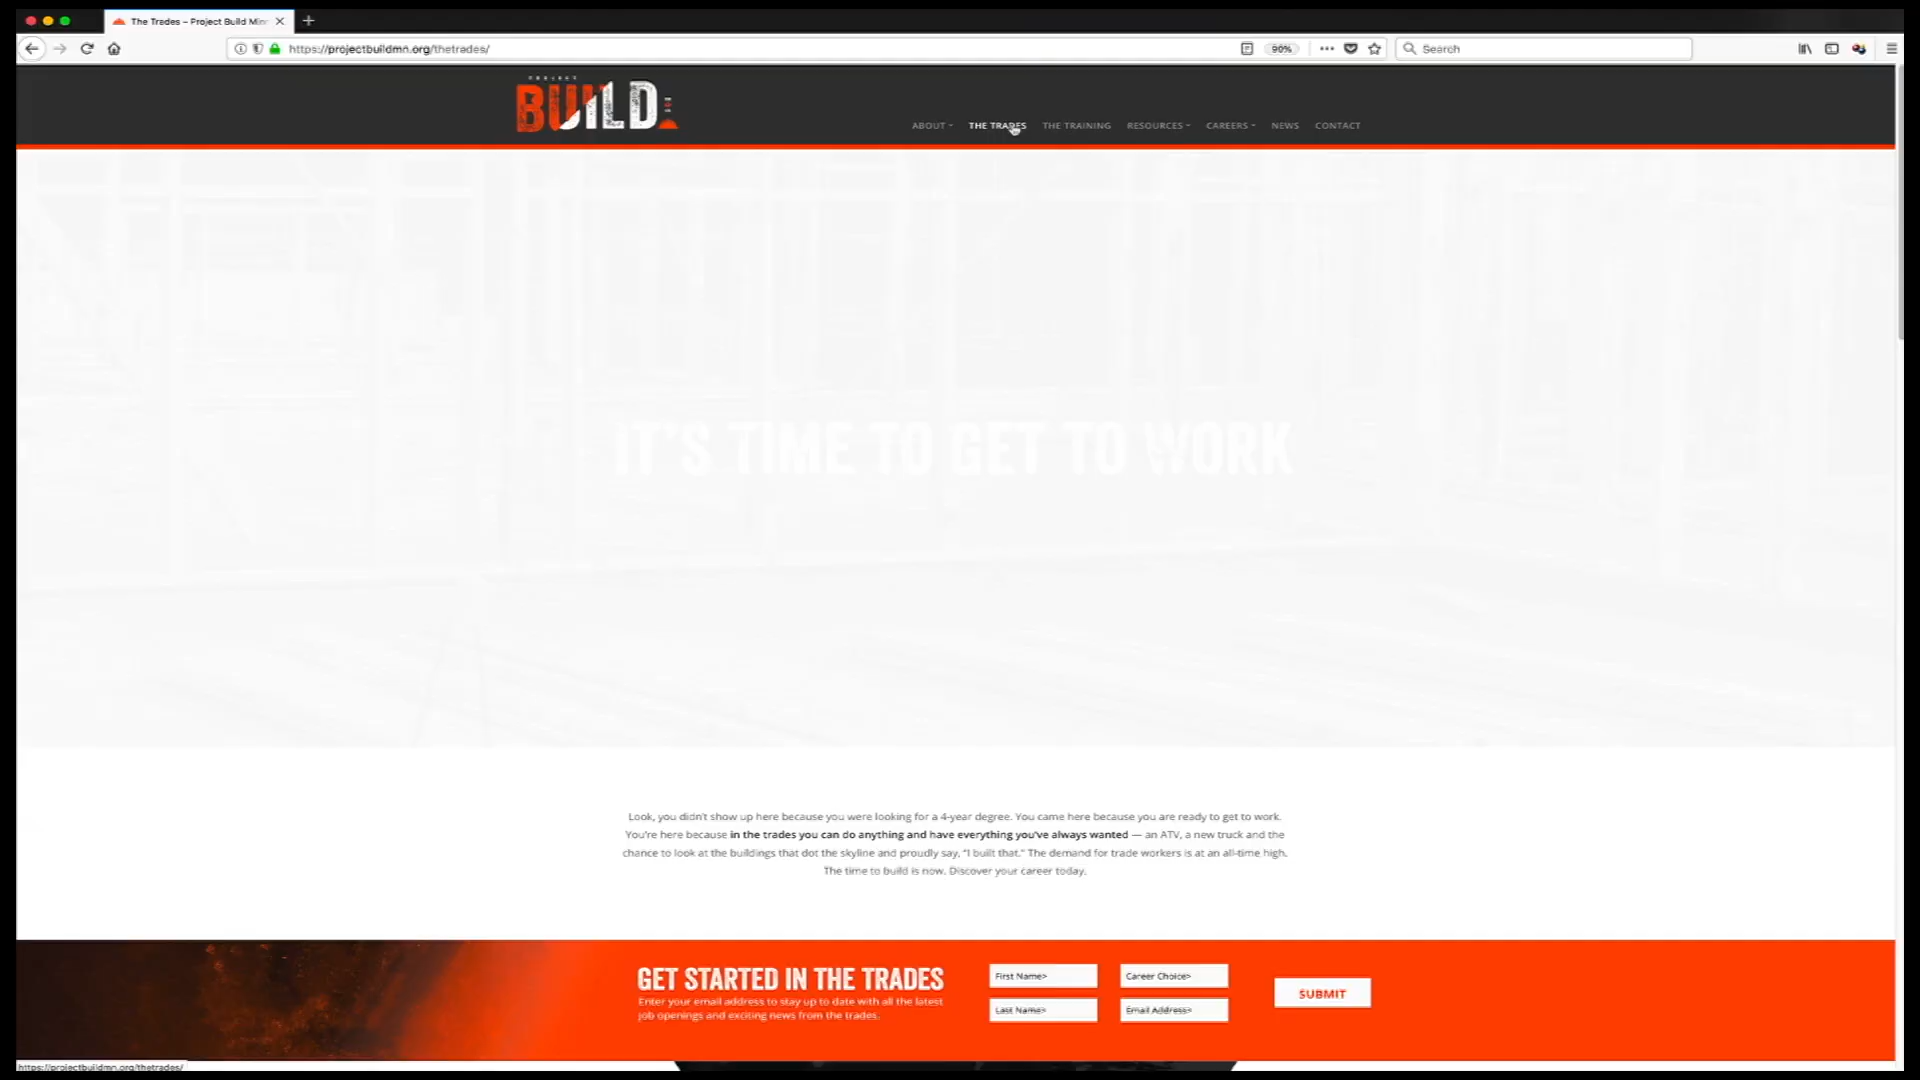 The Trades – Project Build Minn
https://projectbuildmn.org/thetrades/
90%
Search
PROJECT
BUILD
ABOUT
THE TRADES
THE TRAINING
RESOURCES
CAREERS
NEWS
CONTACT
IT'S TIME TO GET TO WORK
Look, you didn't show up here because you were looking for a 4-year degree. You came here because you are ready to get to work.
You're here because in the trades you can do anything and have everything you've always wanted — an ATV, a new truck and the
chance to look at the buildings that dot the skyline and proudly say, "I built that." The demand for trade workers is at an all-time high.
The time to build is now. Discover your career today.
GET STARTED IN THE TRADES
Enter your email address to stay up to date with all the latest
job openings and exciting news from the trades.
First Name>
Career Choice>
Last Name>
Email Address>
SUBMIT
https://projectbuildmn.org/thetrades/